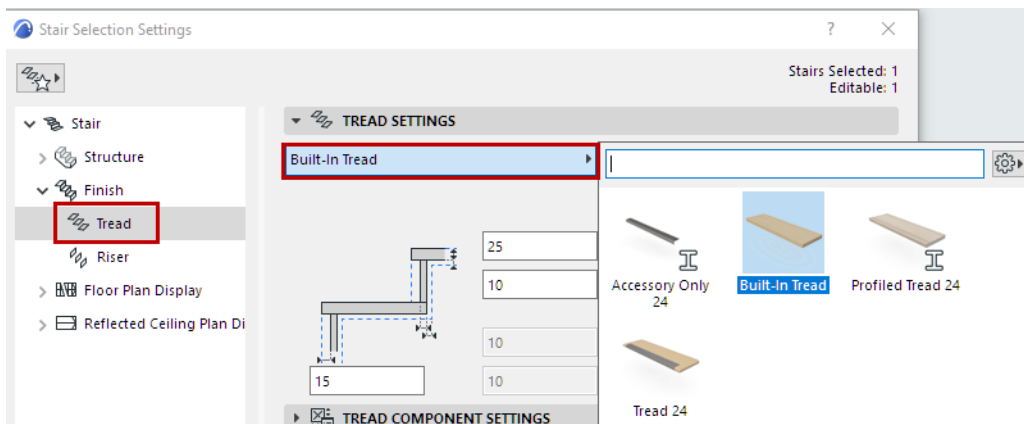 Stair Selection Settings
?
Stairs Selected: 1
Editable: 1
Stair
Structure
Finish
Tread
Riser
Floor Plan Display
Reflected Ceiling Plan Di
TREAD SETTINGS
Built-In Tread
25
10
10
15
10
TREAD COMPONENT SETTINGS
Accessory Only
24
Built-In Tread
Profiled Tread 24
Tread 24